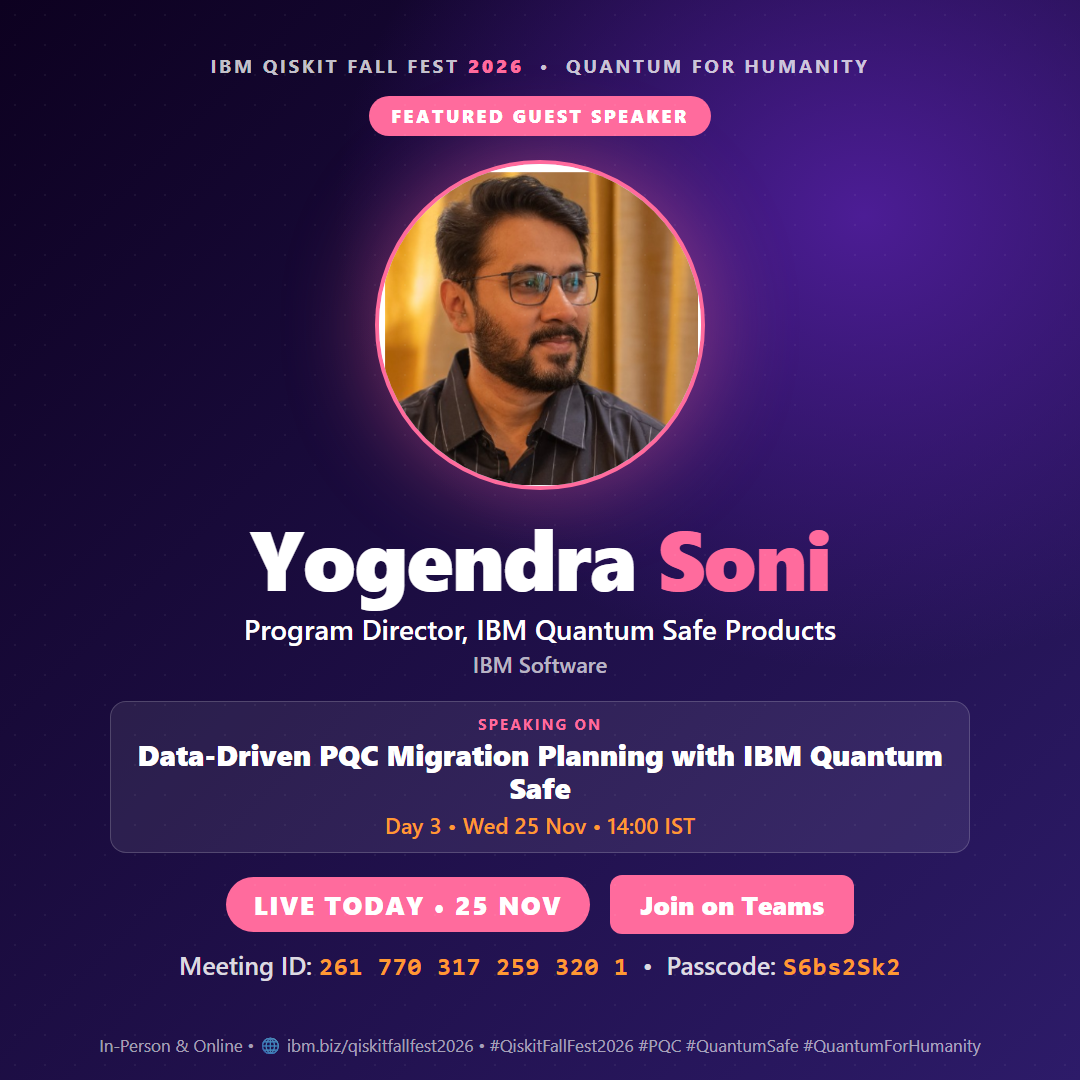 IBM QISKIT FALL FEST 2026 • QUANTUM FOR HUMANITY
FEATURED GUEST SPEAKER
Yogendra Soni
Program Director, IBM Quantum Safe Products
IBM Software
SPEAKING ON
Data-Driven PQC Migration Planning with IBM Quantum
Safe
Day 3 • Wed 25 Nov • 14:00 IST
LIVE TODAY • 25 NOV
Join on Teams
Meeting ID: 261 770 317 259 320 1 • Passcode: S6bs2Sk2
In-Person & Online • 🌐 ibm.biz/qiskitfallfest2026 • #QiskitFallFest2026 #PQC #QuantumSafe #QuantumForHumanity